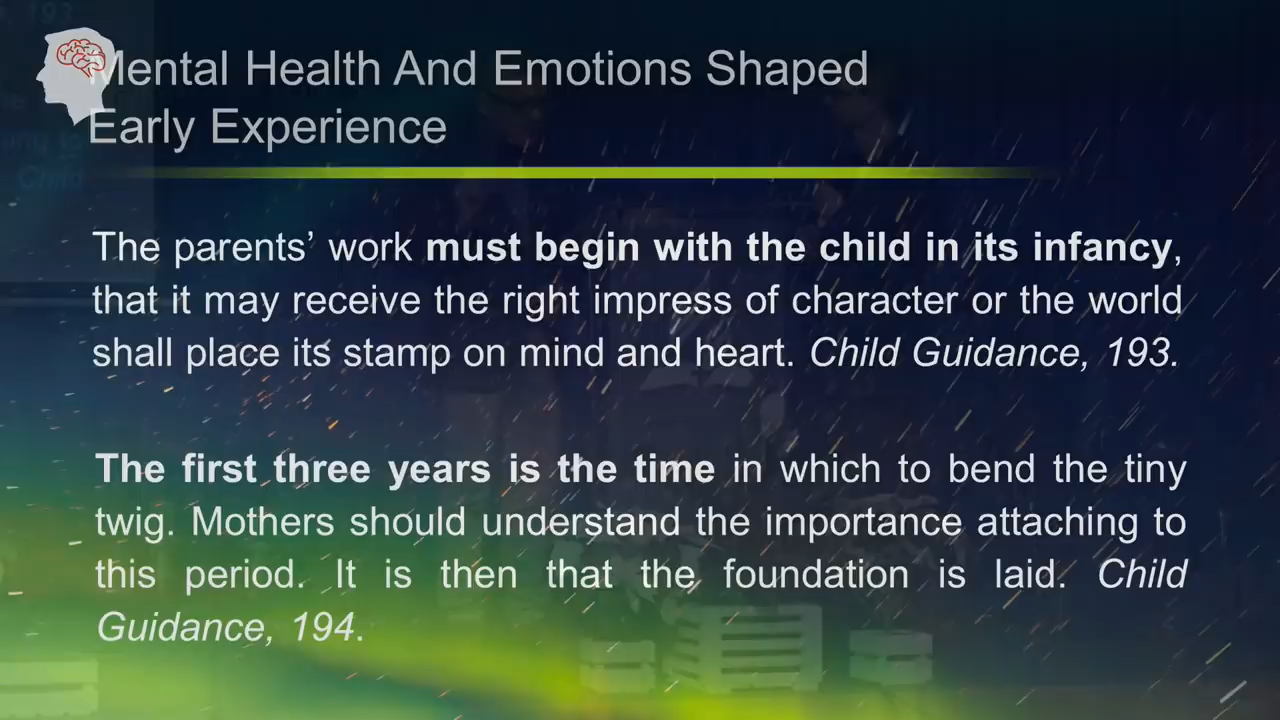 Mental Health And Emotions Shaped
Early Experience
The parents’ work must begin with the child in its infancy,
that it may receive the right impress of character or the world
shall place its stamp on mind and heart. Child Guidance, 193.
The first three years is the time in which to bend the tiny
twig. Mothers should understand the importance attaching to
this period. It is then that the foundation is laid. Child
Guidance, 194.